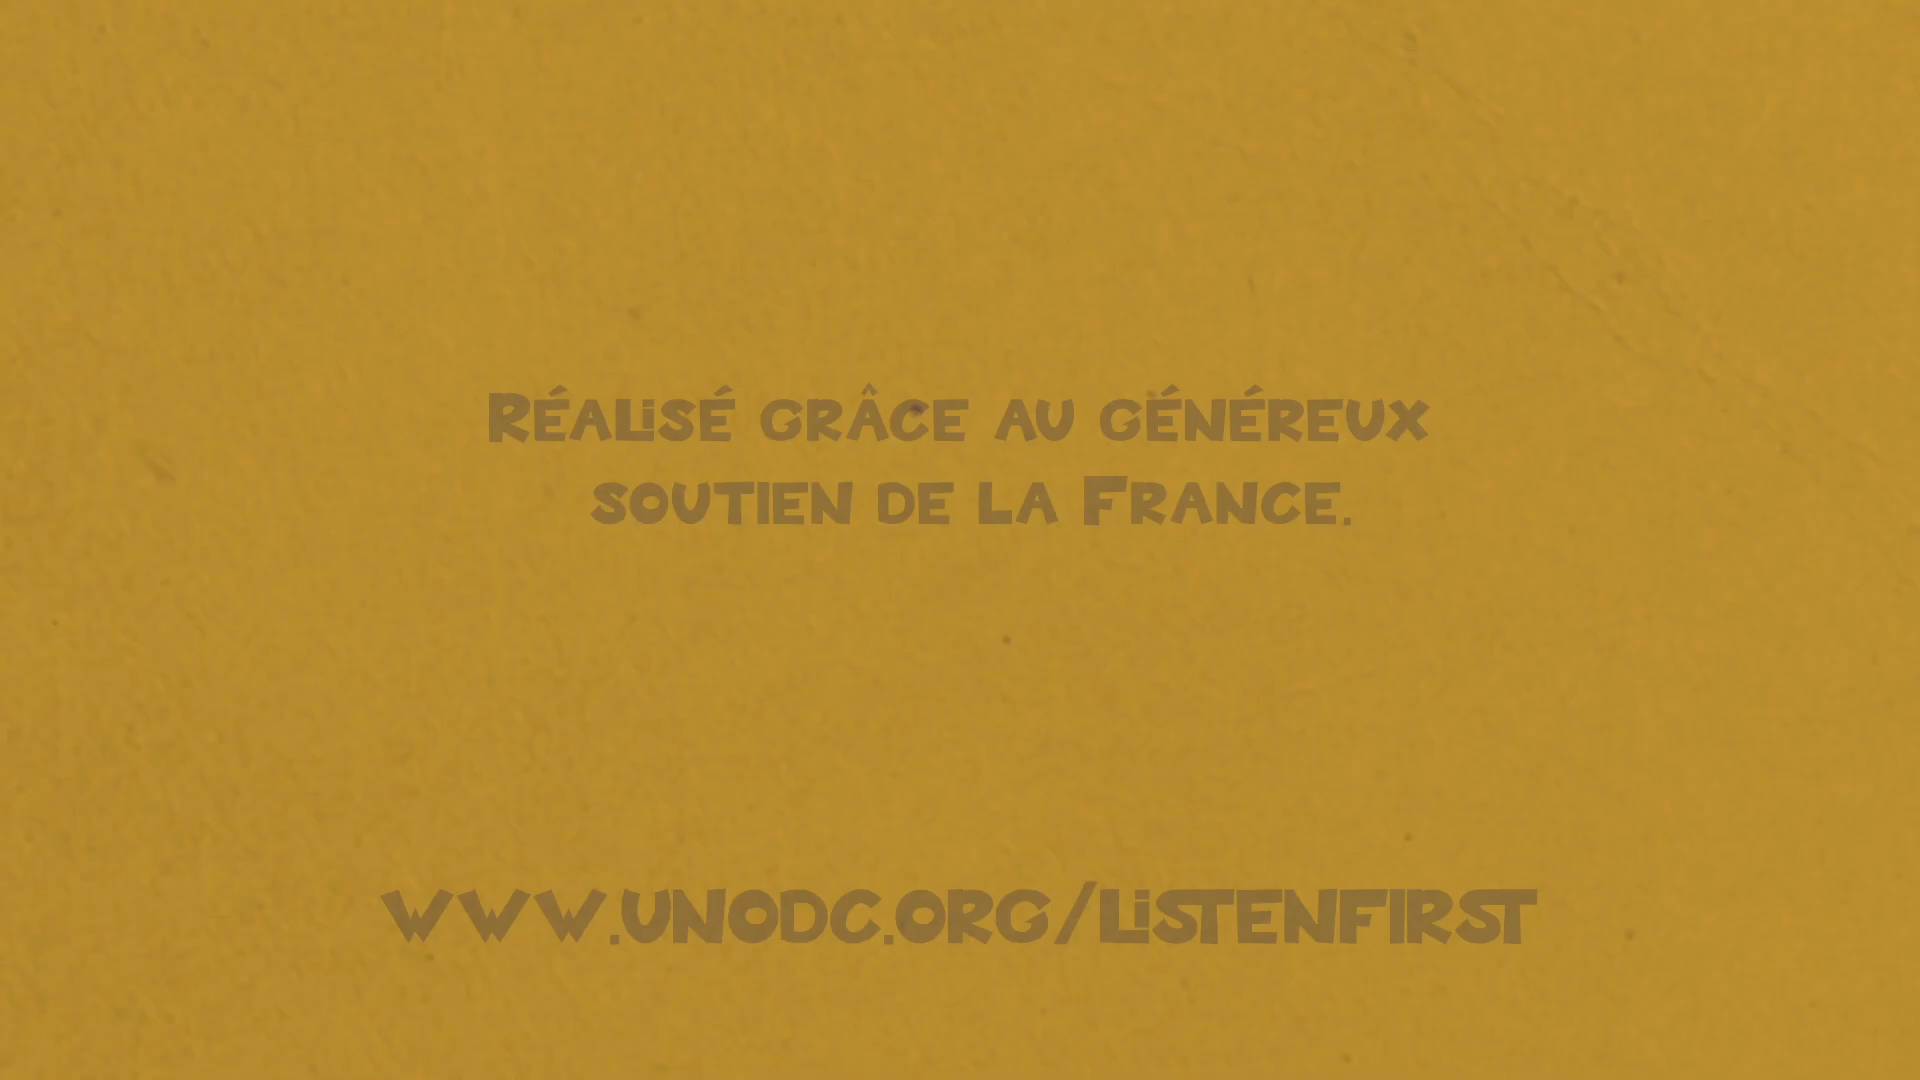 Réalisé grâce au généreux
soutien de la France.
www.unodc.org/listenfirst